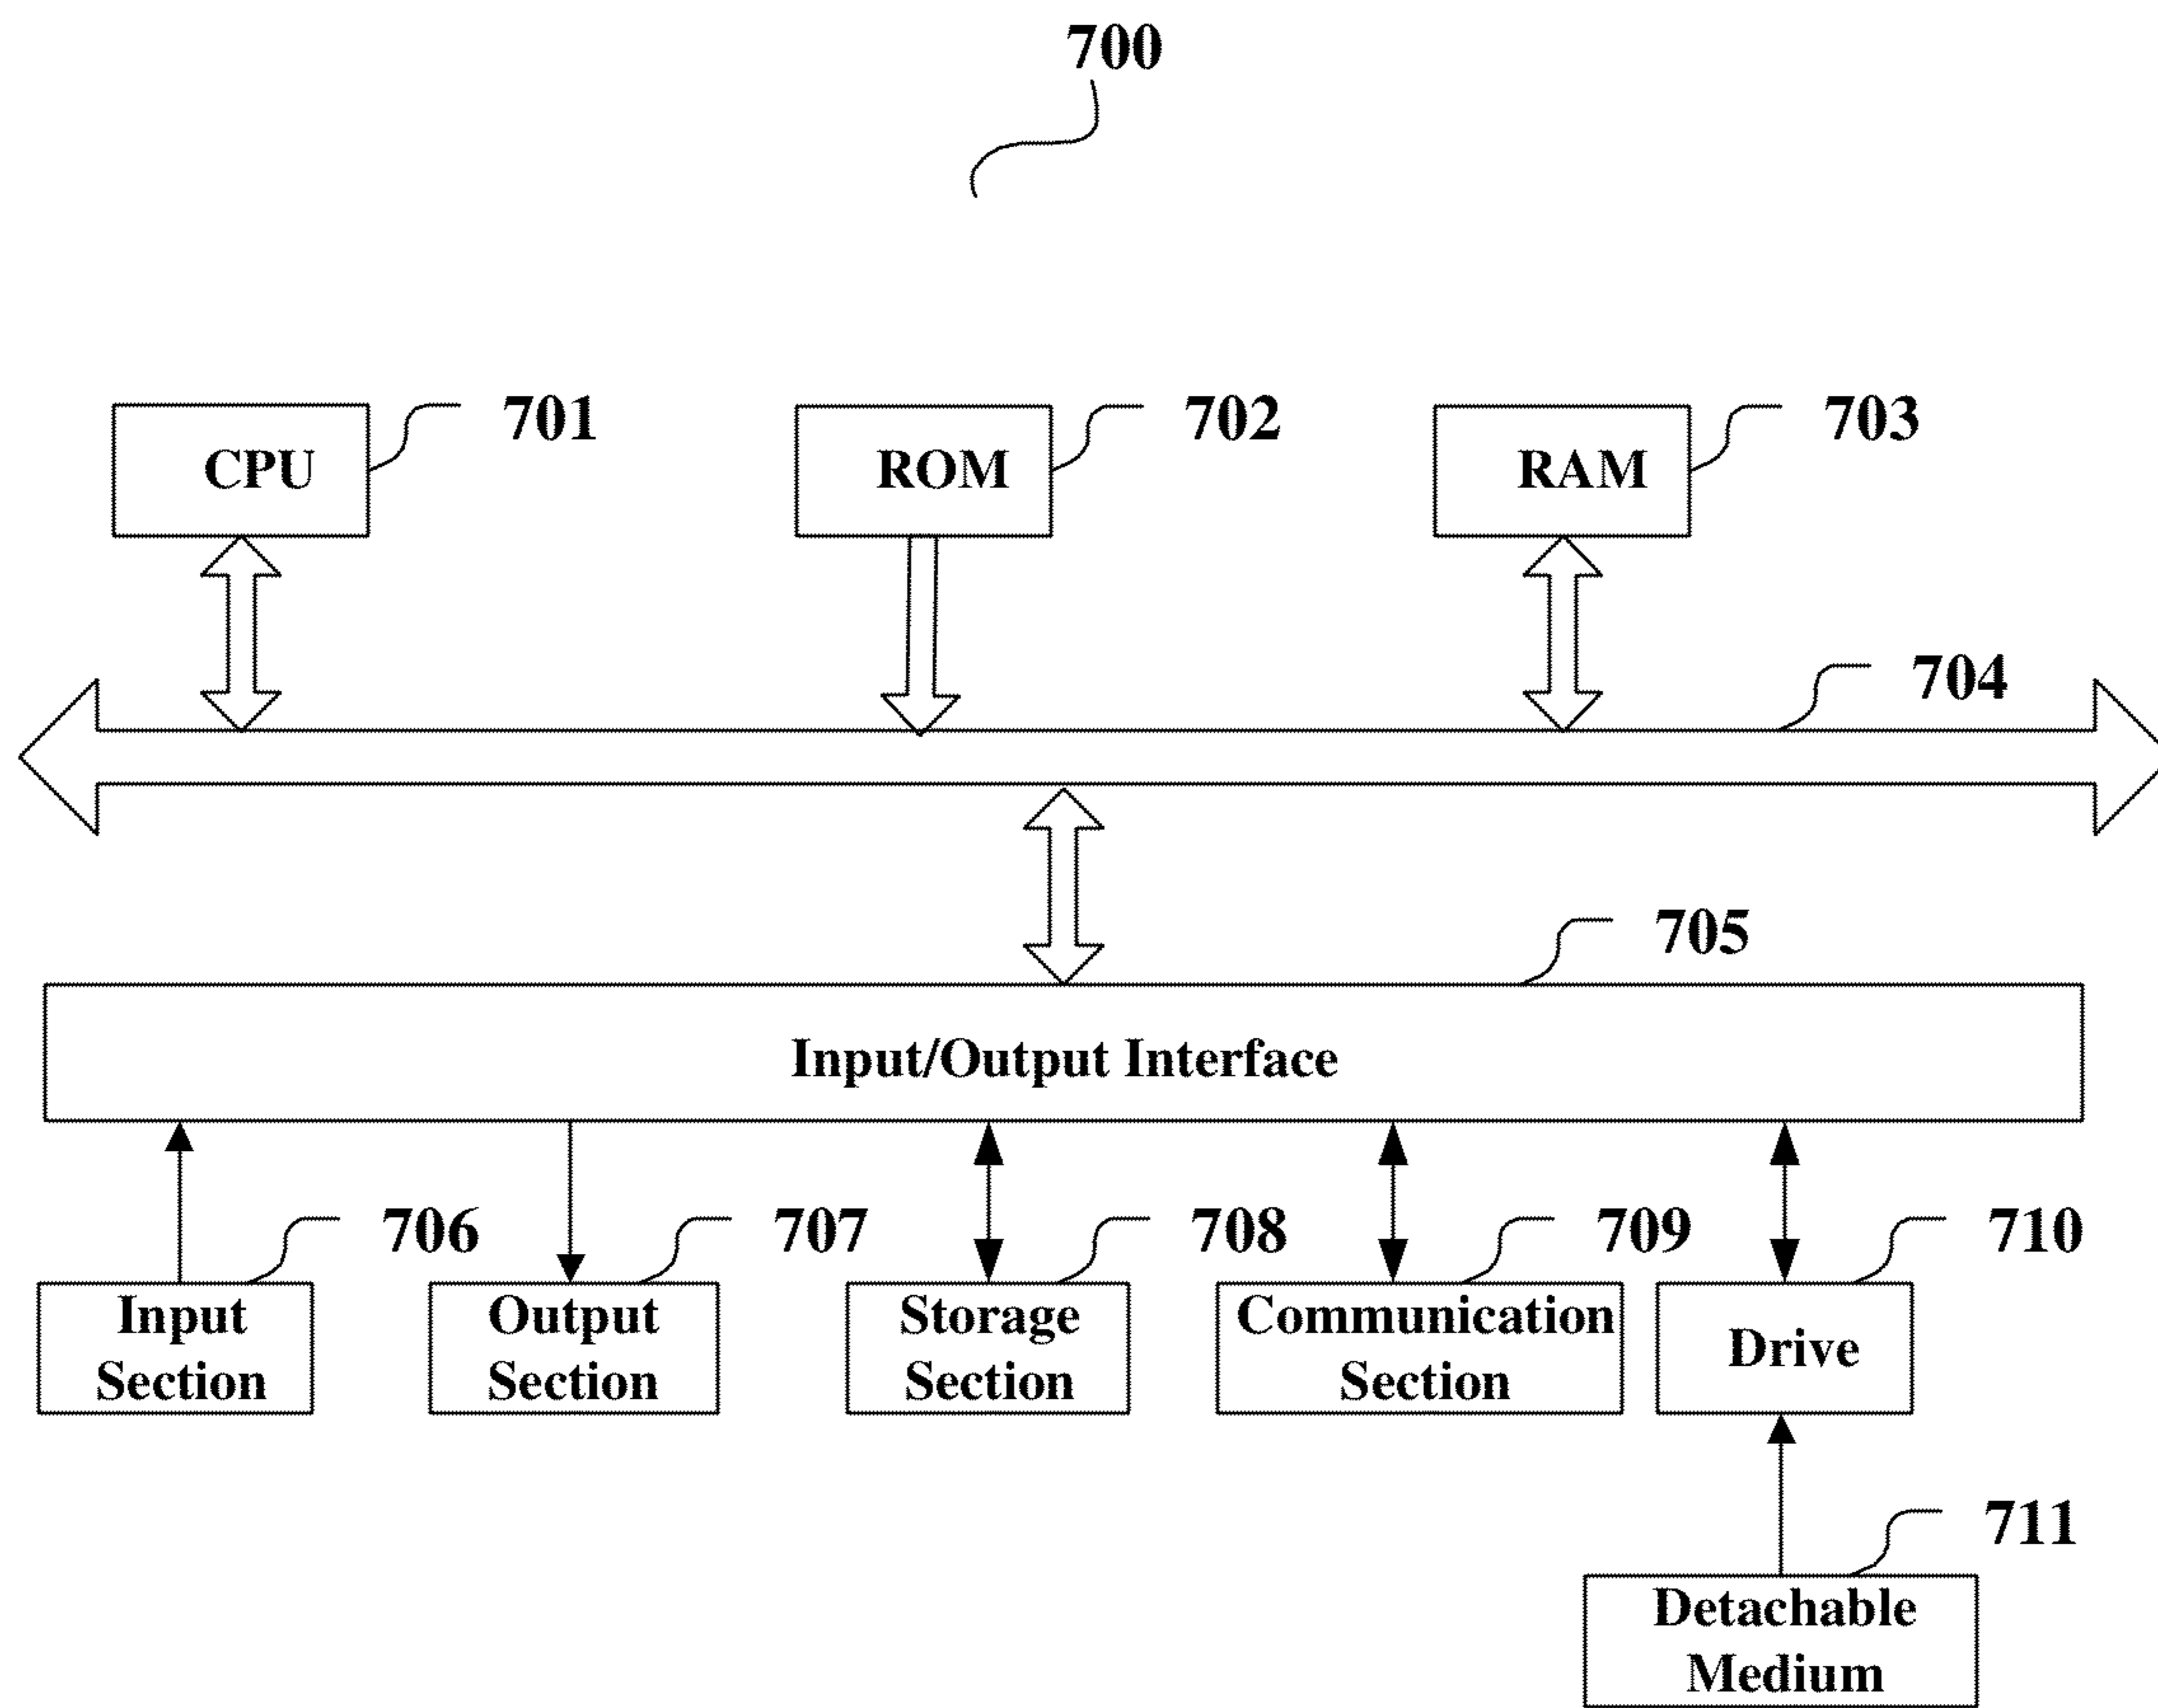 700
CPU
701
ROM
702
RAM
703
704
705
Input/Output Interface
706
707
708
709
710
Input
Section
Output
Section
Storage
Section
Communication
Section
Drive
711
Detachable
Medium